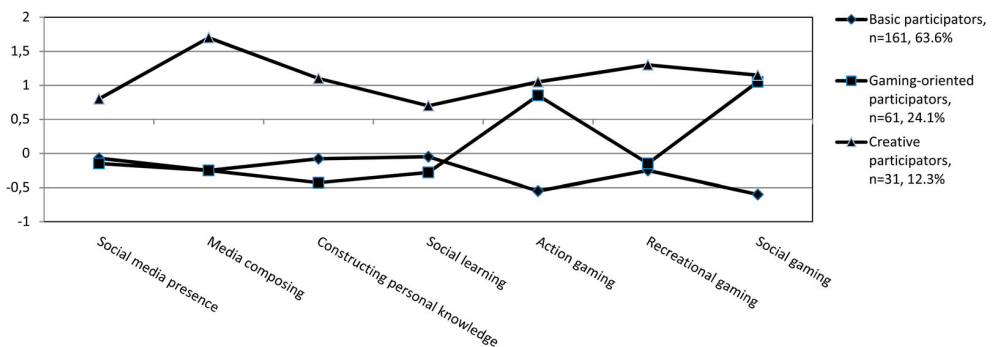 2
1,5
1
0,5
0
-0,5
-1
Social media presence
Media composing
Constructing personal knowledge
Social learning
Action gaming
Recreational gaming
Social gaming
Basic participators,
n=161, 63.6%
Gaming-oriented
participators,
n=61, 24.1%
Creative
participators,
n=31, 12.3%